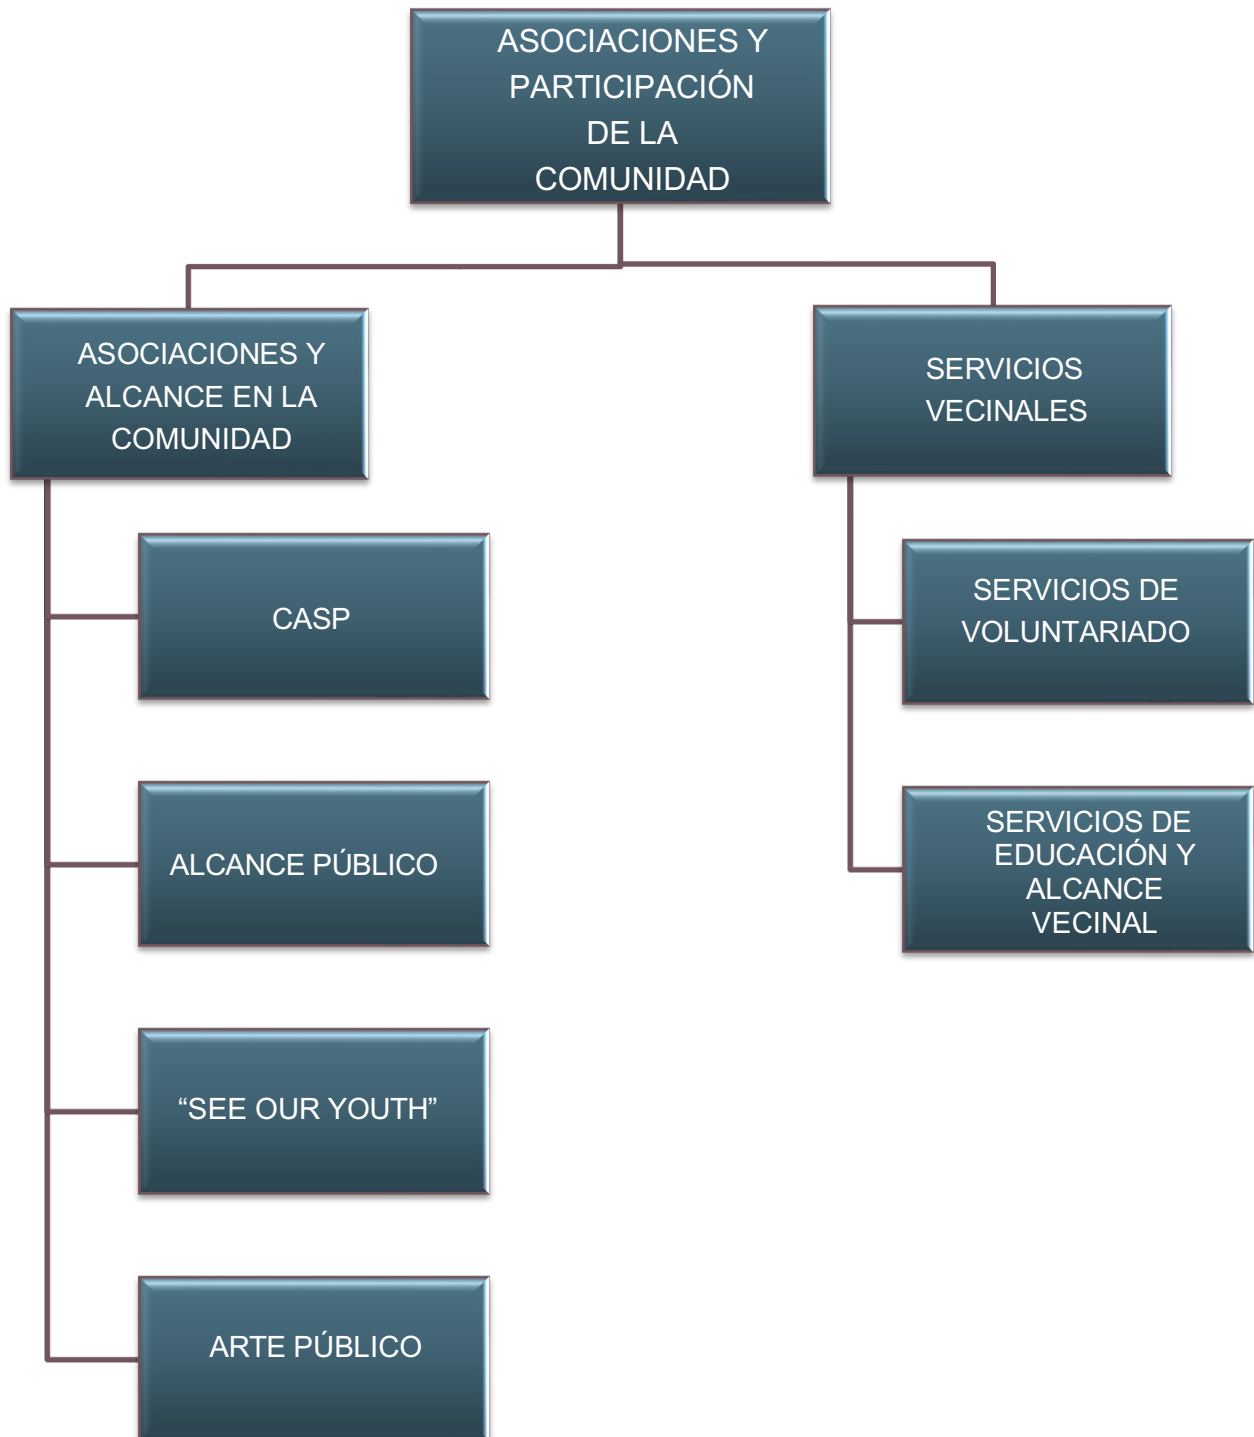 ASOCIACIONES Y
PARTICIPACIÓN
DE LA
COMUNIDAD
ASOCIACIONES Y
ALCANCE EN LA
COMUNIDAD
CASP
ALCANCE PÚBLICO
“SEE OUR YOUTH”
ARTE PÚBLICO
SERVICIOS
VECINALES
SERVICIOS DE
VOLUNTARIADO
SERVICIOS DE
EDUCACIÓN Y
ALCANCE
VECINAL